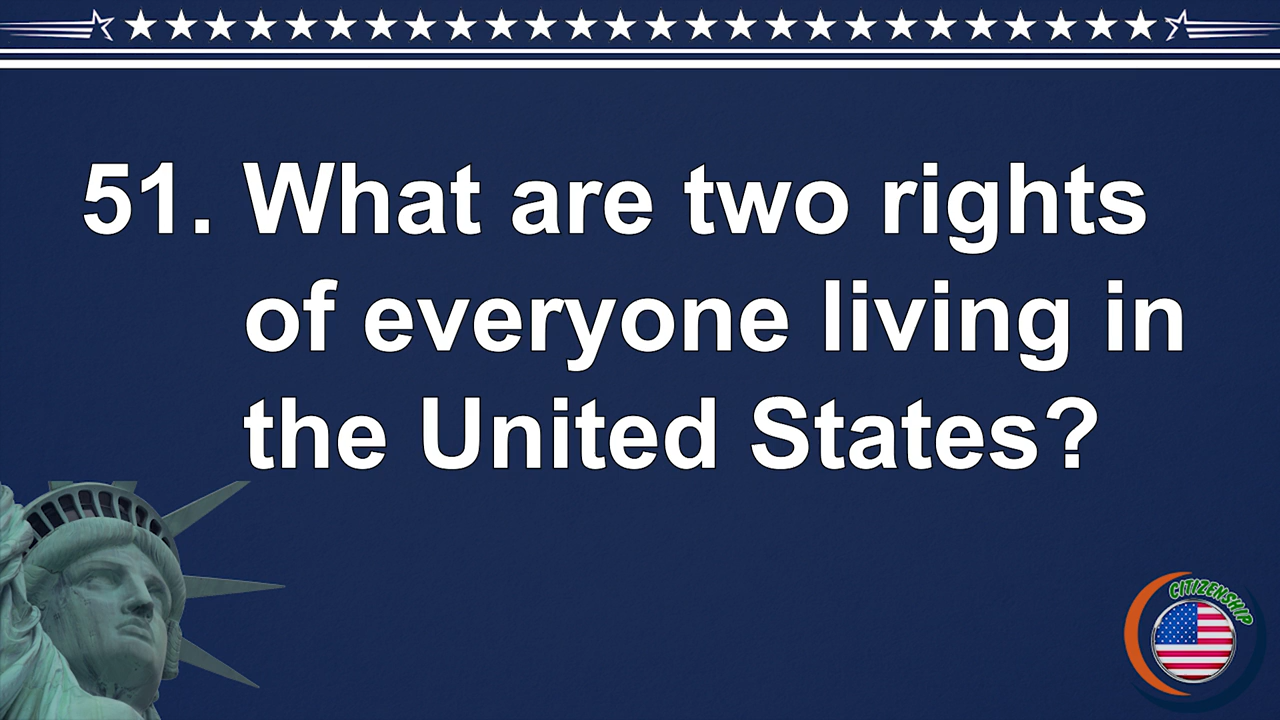 51. What are two rights
of everyone living in
the United States?
CITIZENSHIP